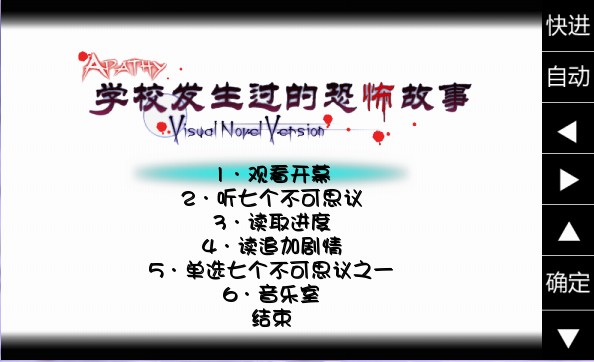 APATHY
学校发生过的恐怖故事
Visual Novel Version
1·观看开幕
2·听七个不可思议
3·读取进度
4·读追加剧情
5·单选七个不可思议之一
6·音乐室
结束
快进
自动
◀
▶
▲
确定
▼